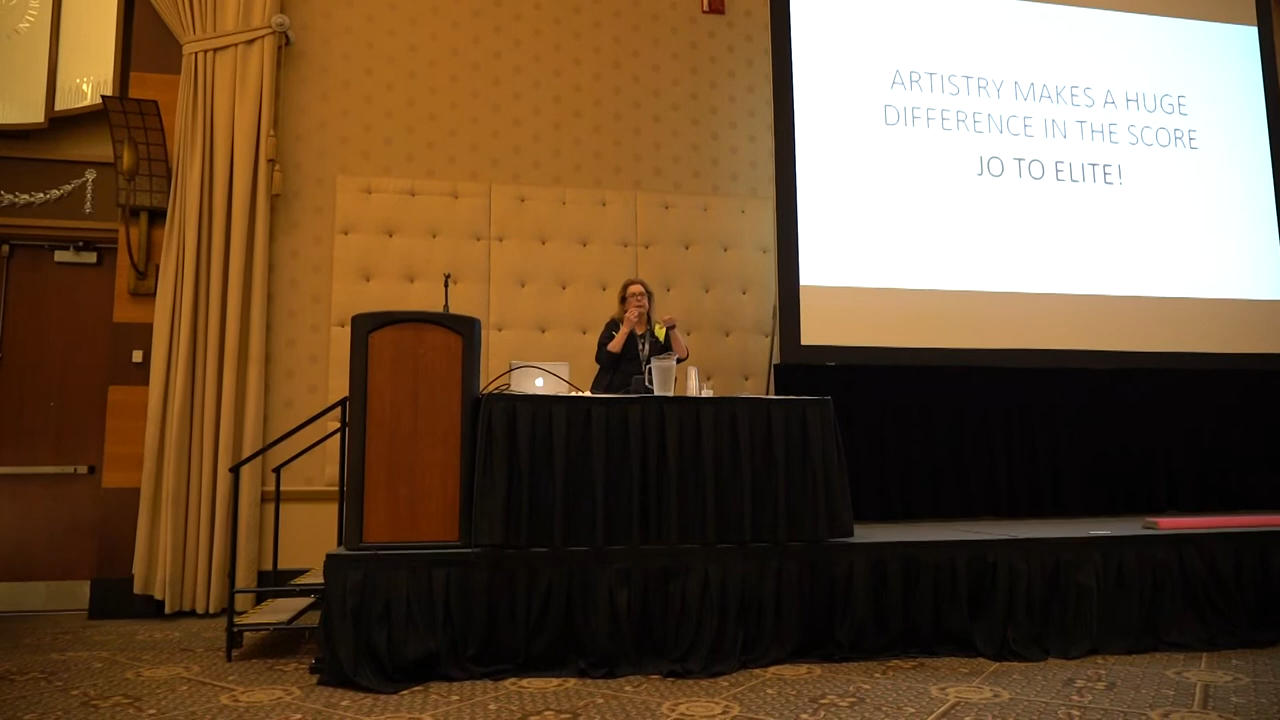 ARTISTRY MAKES A HUGE
DIFFERENCE IN THE SCORE
JO TO ELITE!